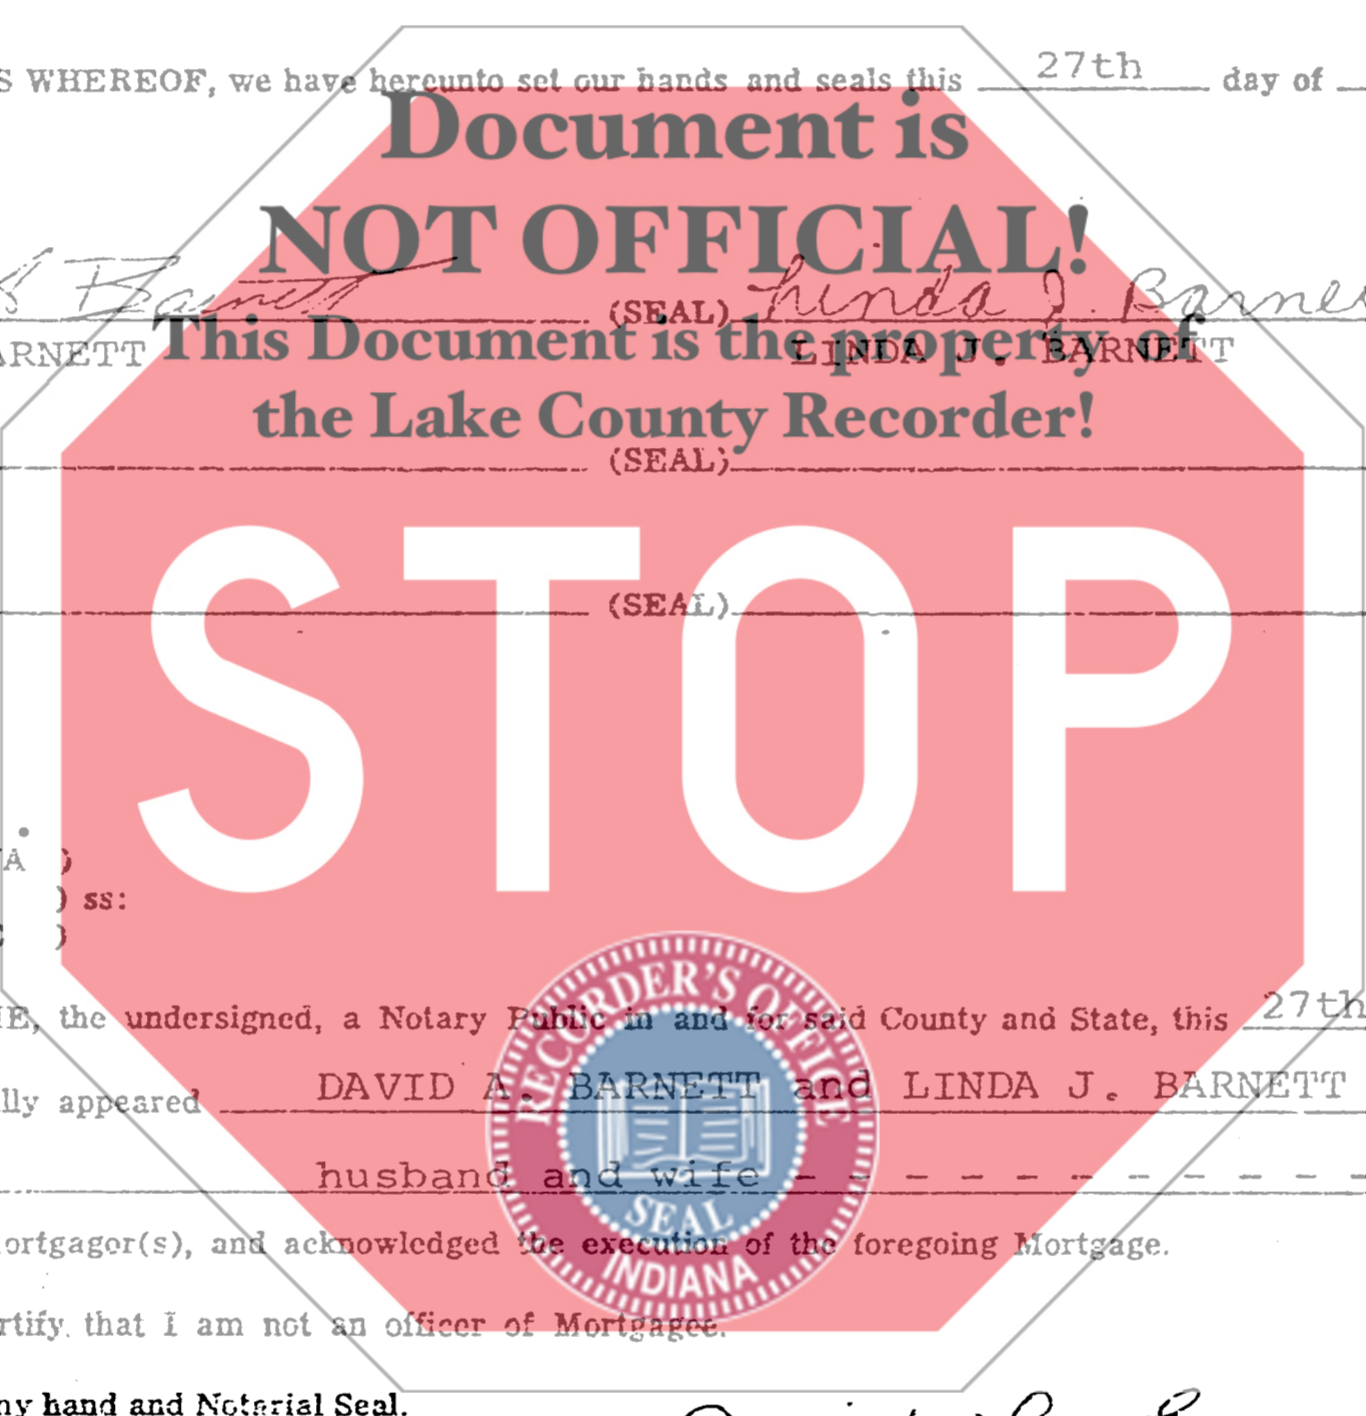 S WHEREOF, we have hereunto set our hands and seals this 27th day of
Document is
NOT OFFICIAL!
Barnett (SEAL) Linda J. Barne
ARNETT LINDA J. BARNETT
This Document is the property of
the Lake County Recorder!
(SEAL)
STOP
(SEAL)
A )
) ss:
)
E, the undersigned, a Notary Public in and for said County and State, this 27th
lly appeared DAVID A. BARNETT and LINDA J. BARNETT
husband and wife - - - - - - - - - - -
RECORDER'S OFFICE
SEAL
INDIANA
ortgagor(s), and acknowledged the execution of the foregoing Mortgage.
rtify that I am not an officer of Mortgagee.
ny hand and Notarial Seal.